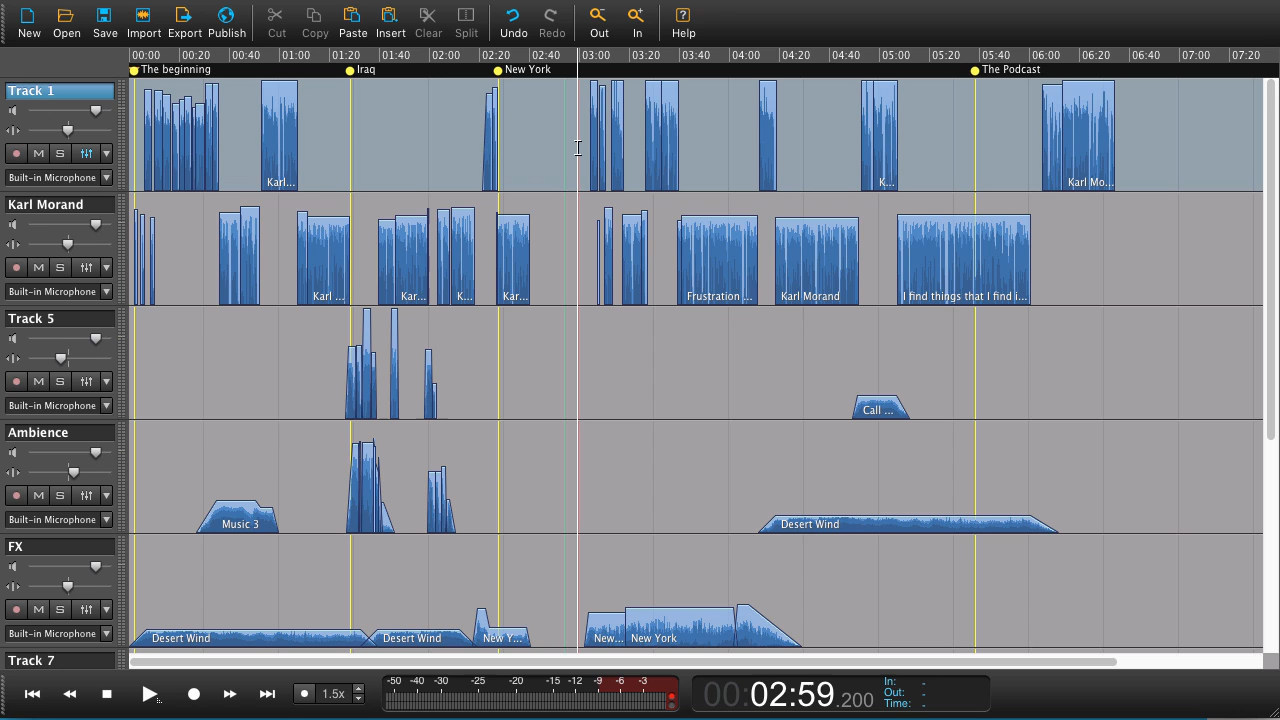 New Open Save Import Export Publish Cut Copy Paste Insert Clear Split Undo Redo Out In Help
00:00 00:20 00:40 01:00 01:20 01:40 02:00 02:20 02:40 03:00 03:20 03:40 04:00 04:20 04:40 05:00 05:20 05:40 06:00 06:20 06:40 07:00 07:20
The beginning Iraq New York The Podcast
Track 1
M S
Built-in Microphone
Karl... K... Karl Mo...
Karl Morand
M S
Built-in Microphone
Karl ... Kar... K... Kar... Frustration ... Karl Morand I find things that I find i...
Track 5
M S
Built-in Microphone
Call ...
Ambience
M S
Built-in Microphone
Music 3 Desert Wind
FX
M S
Built-in Microphone
Desert Wind Desert Wind New Y... New... New York
Track 7
-50 -40 -30 -25 -20 -15 -12 -9 -6 -3
1.5x
00:02:59.200
In: -
Out: -
Time: -